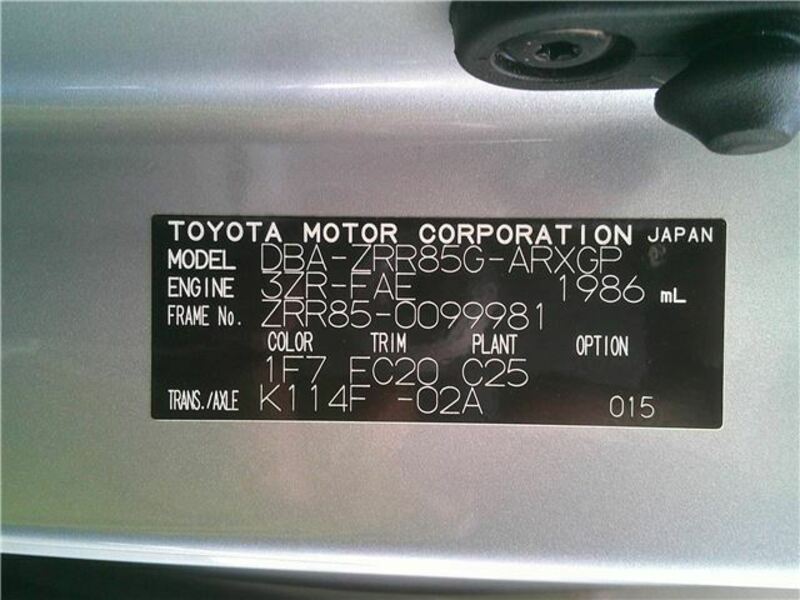 TOYOTA MOTOR CORPORATION JAPAN
MODEL DBA-ZRR85G-ARXGP
ENGINE 3ZR-FAE 1986 mL
FRAME No. ZRR85-0099981
COLOR TRIM PLANT OPTION
1F7 FC20 C25
TRANS./AXLE K114F -02A 015